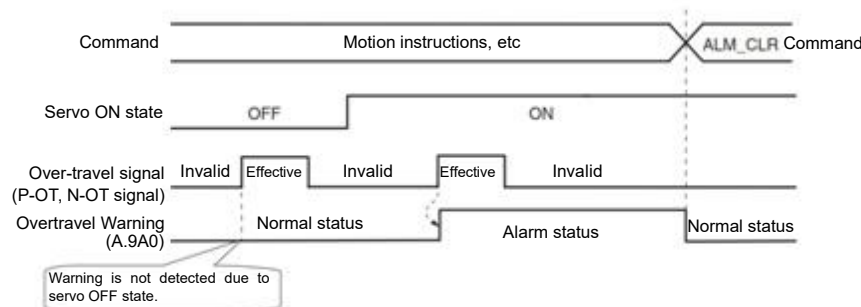 Command Motion instructions, etc ALM_CLR Command
Servo ON state OFF ON
Over-travel signal Invalid Effective Invalid Effective Invalid
(P-OT, N-OT signal)
Overtravel Warning Normal status Alarm status Normal status
(A.9A0)
Warning is not detected due to
servo OFF state.